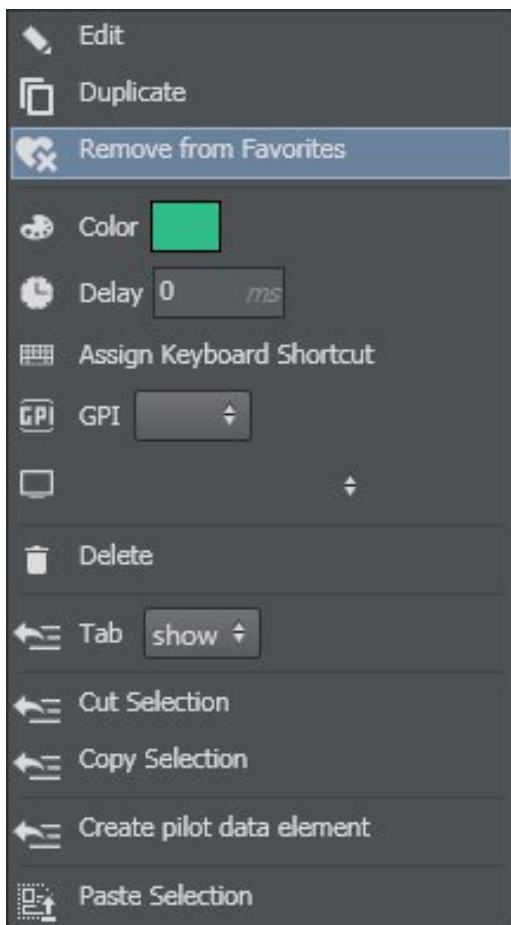 Edit
Duplicate
Remove from Favorites
Color
Delay 0 ms
Assign Keyboard Shortcut
GPI GPI
Delete
Tab show
Cut Selection
Copy Selection
Create pilot data element
Paste Selection